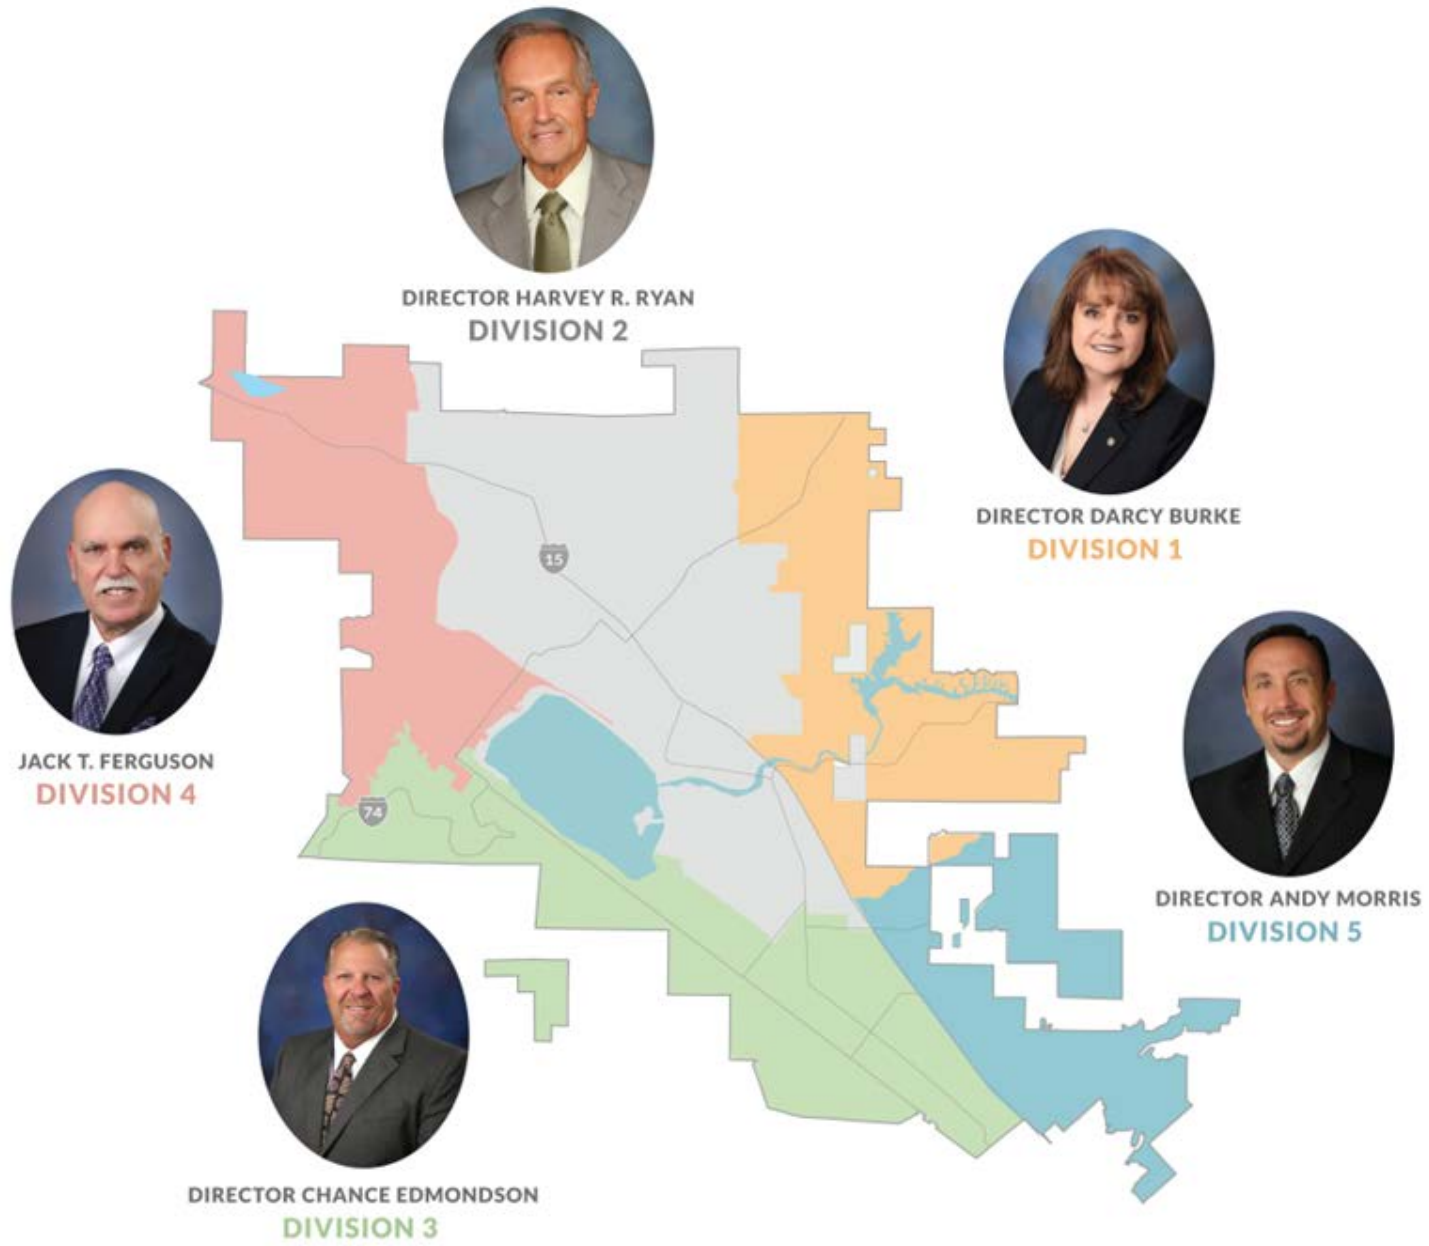 DIRECTOR HARVEY R. RYAN
DIVISION 2
DIRECTOR DARCY BURKE
DIVISION 1
15
JACK T. FERGUSON
DIVISION 4
74
DIRECTOR ANDY MORRIS
DIVISION 5
DIRECTOR CHANCE EDMONDSON
DIVISION 3